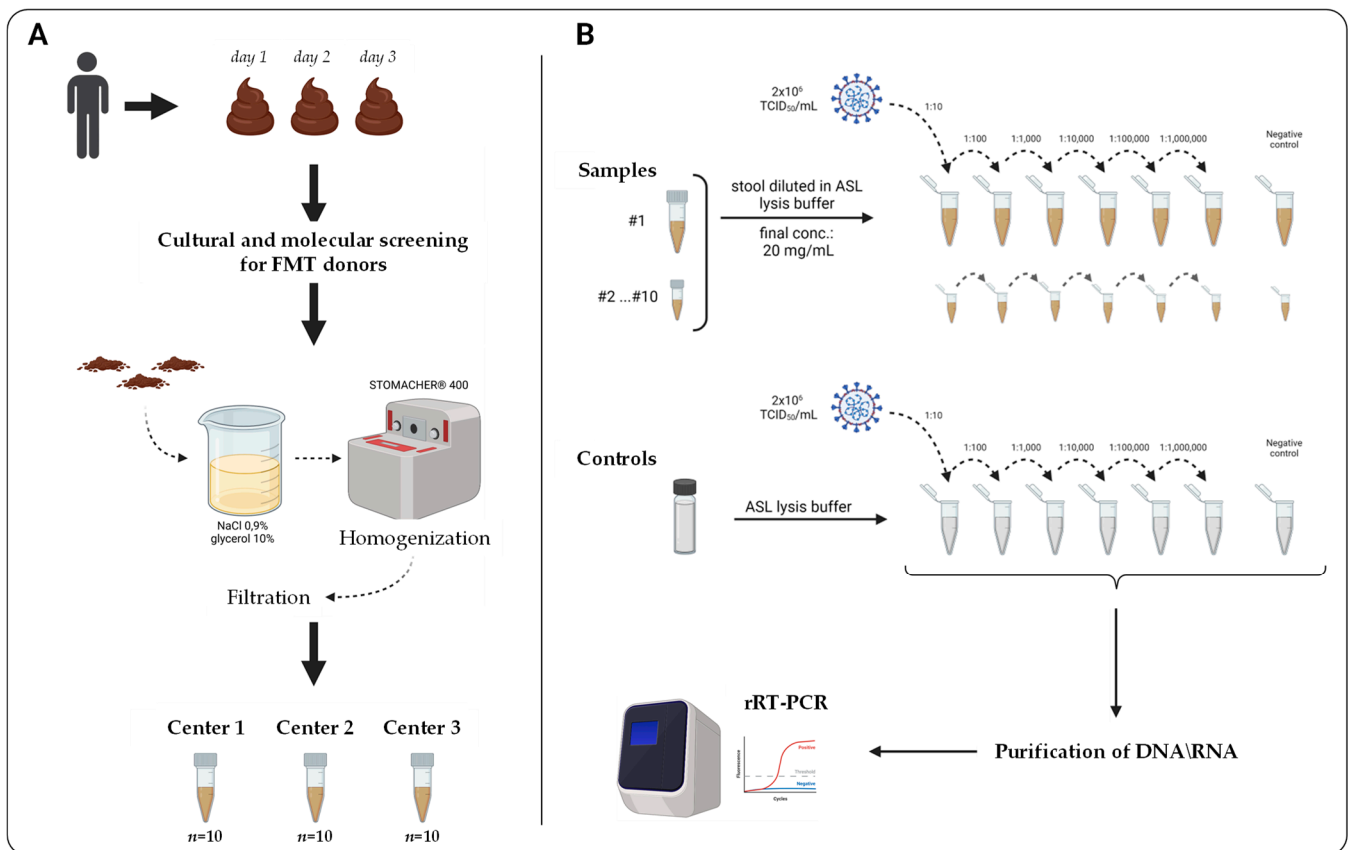 A
day 1 day 2 day 3
Cultural and molecular screening
for FMT donors
STOMACHER® 400
NaCl 0,9%
glycerol 10%
Homogenization
Filtration
Center 1 Center 2 Center 3
n=10 n=10 n=10
B
2x10⁶
TCID₅₀/mL
1:10
1:100 1:1,000 1:10,000 1:100,000 1:1,000,000
Negative
control
Samples
#1
#2 ...#10
stool diluted in ASL
lysis buffer
final conc.:
20 mg/mL
2x10⁶
TCID₅₀/mL
1:10
1:100 1:1,000 1:10,000 1:100,000 1:1,000,000
Negative
control
Controls
ASL lysis buffer
Purification of DNA\RNA
rRT-PCR
Fluorescence
Positive
Threshold
Negative
Cycles